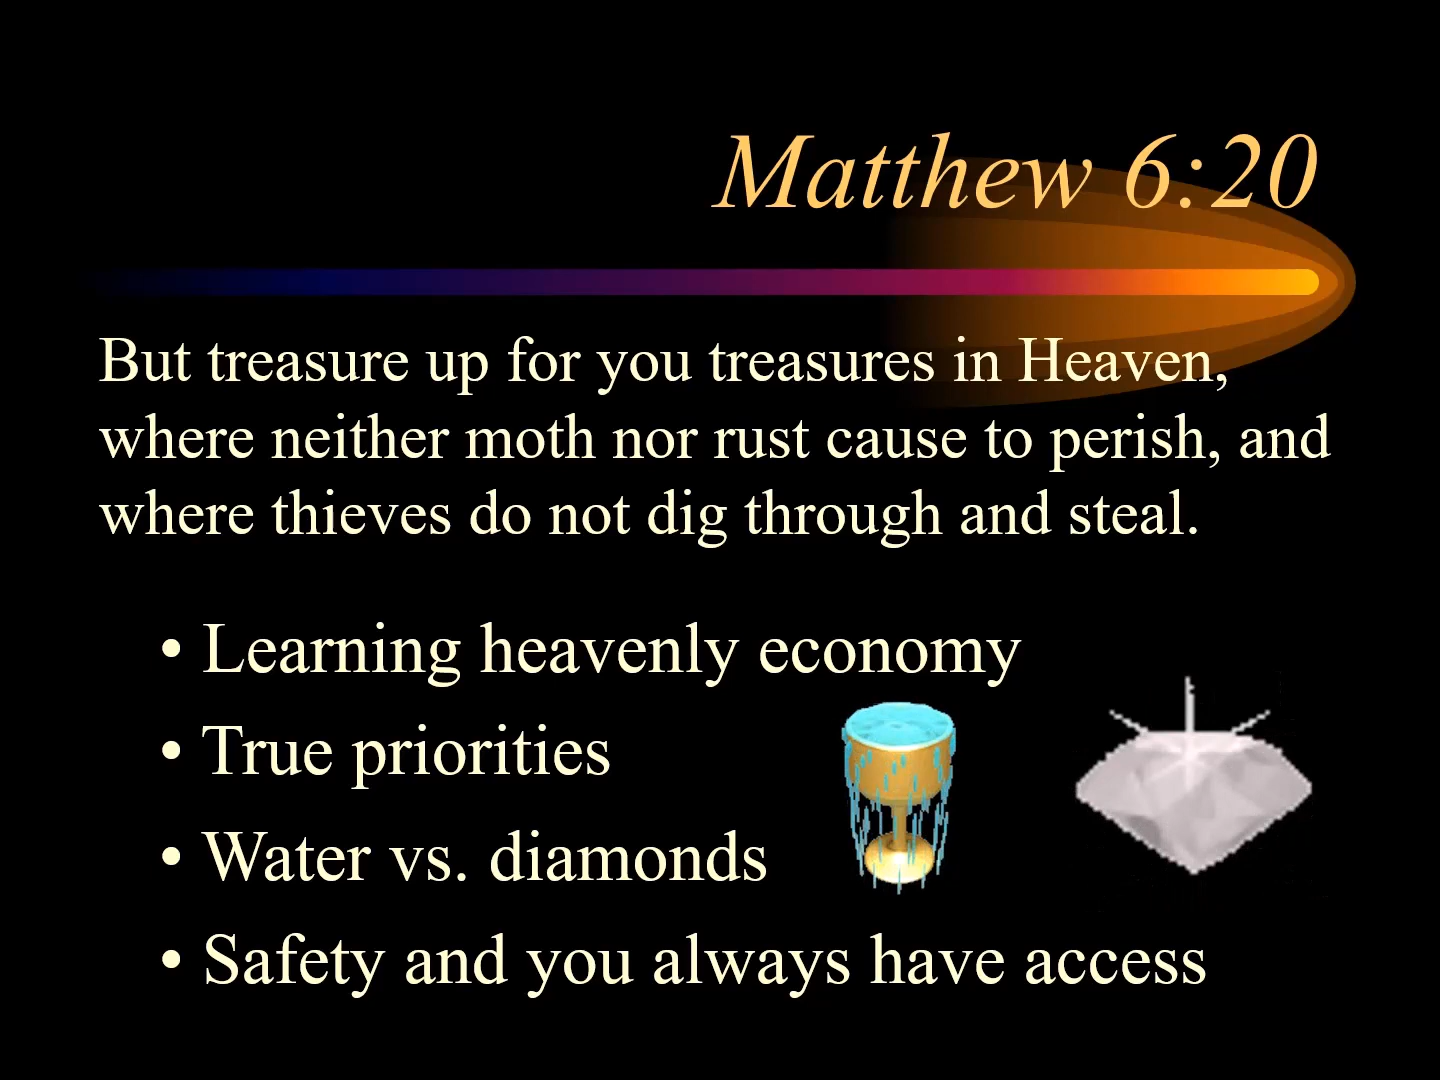 Matthew 6:20
But treasure up for you treasures in Heaven,
where neither moth nor rust cause to perish, and
where thieves do not dig through and steal.
• Learning heavenly economy
• True priorities
• Water vs. diamonds
• Safety and you always have access